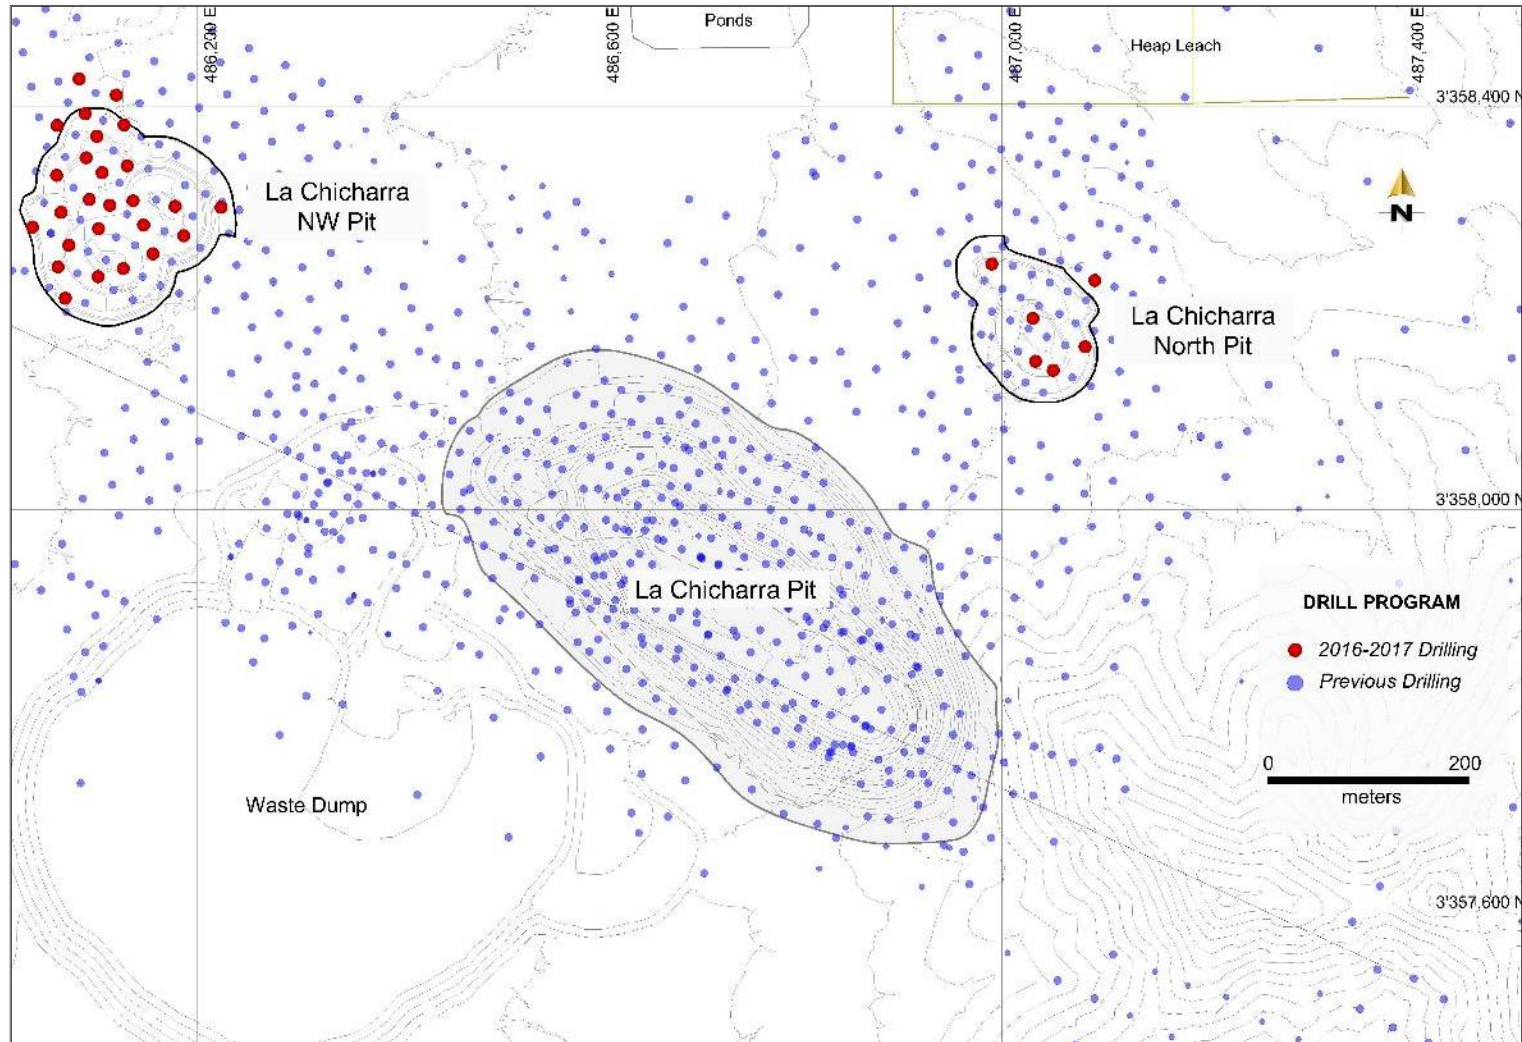 486,200 E
486,600 E
Ponds
487,000 E
Heap Leach
487,400 E
3'358,400 N
La Chicharra
NW Pit
N
La Chicharra
North Pit
3'358,000 N
La Chicharra Pit
DRILL PROGRAM
2016-2017 Drilling
Previous Drilling
0 200
meters
Waste Dump
3'357,600 N